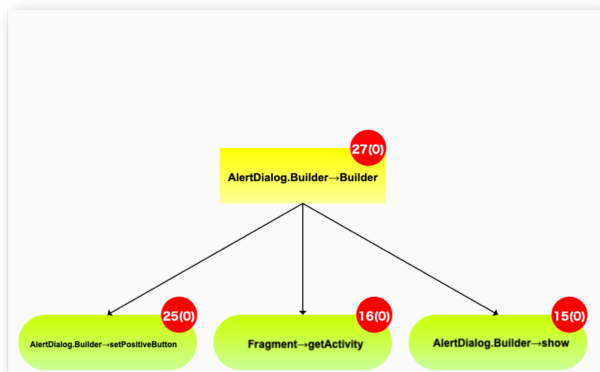 27(0)
AlertDialog.Builder→Builder
25(0)
16(0)
15(0)
AlertDialog.Builder→setPositiveButton
Fragment→getActivity
AlertDialog.Builder→show